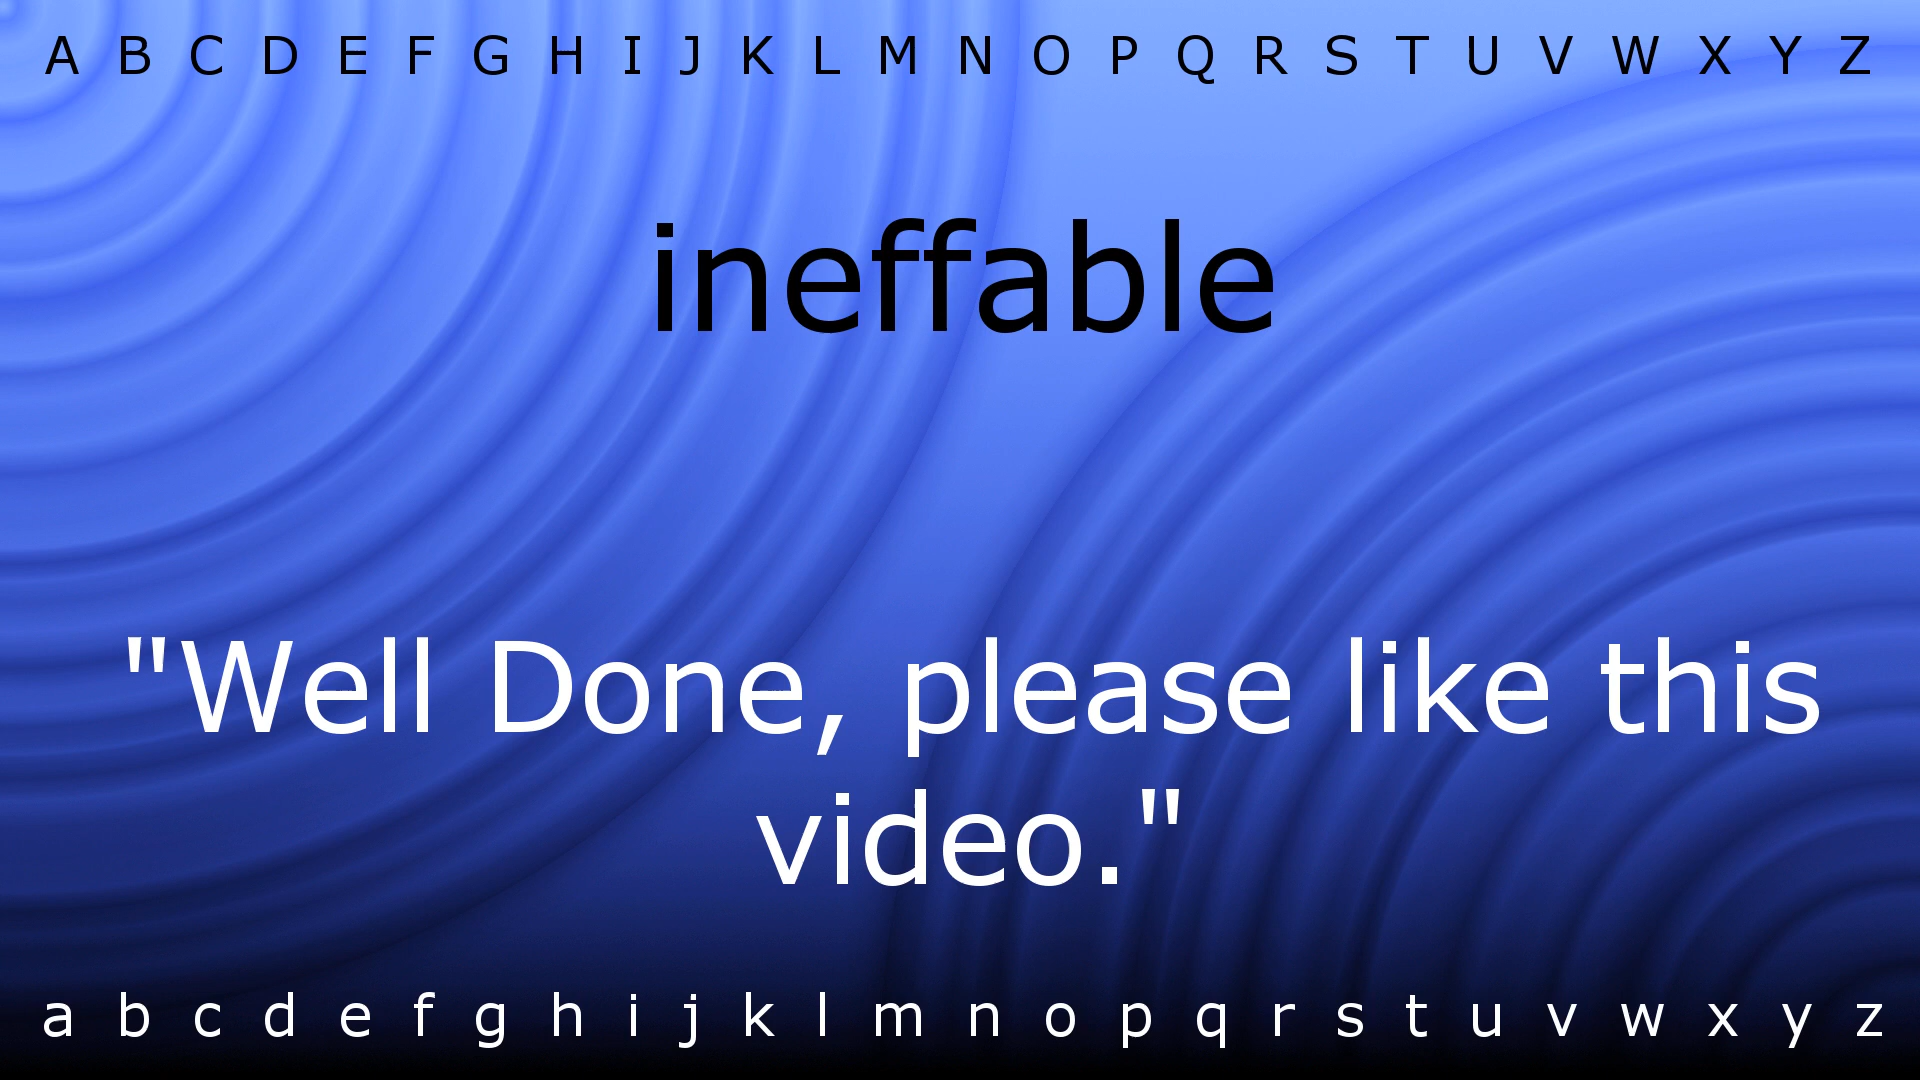 A B C D E F G H I J K L M N O P Q R S T U V W X Y Z
ineffable
"Well Done, please like this
video."
a b c d e f g h i j k l m n o p q r s t u v w x y z